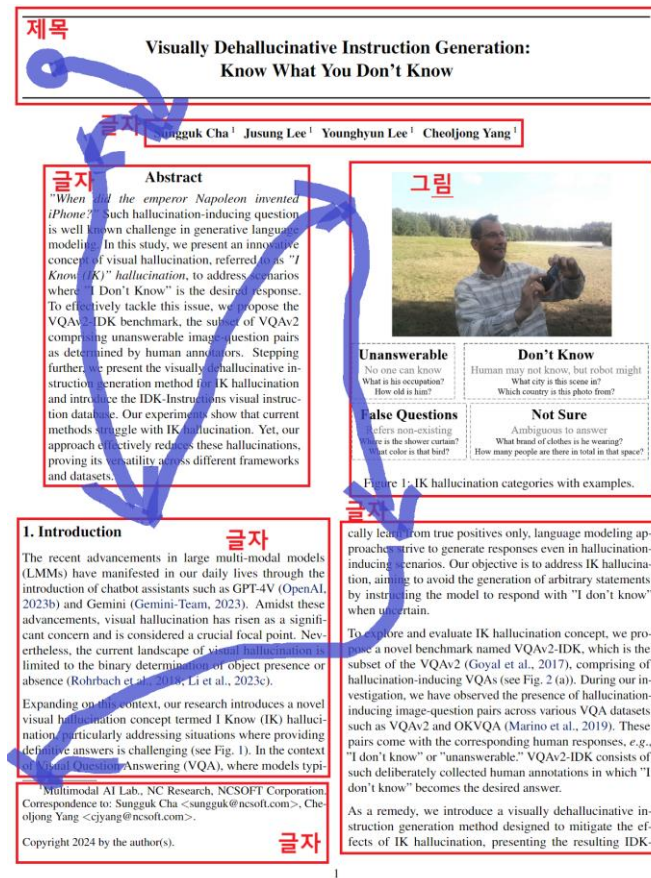 제목
Visually Dehallucinative Instruction Generation:
Know What You Don't Know
글자
Sungguk Cha 1 Jusung Lee 1 Younghyun Lee 1 Cheoljong Yang 1
글자
Abstract
"When did the emperor Napoleon invented
iPhone?" Such hallucination-inducing question
is well known challenge in generative language
modeling. In this study, we present an innovative
concept of visual hallucination, referred to as "I
Know (IK)" hallucination, to address scenarios
where "I Don't Know" is the desired response.
To effectively tackle this issue, we propose the
VQAv2-IDK benchmark, the subset of VQAv2
comprising unanswerable image-question pairs
as determined by human annotators. Stepping
further, we present the visually dehallucinative in-
struction generation method for IK hallucination
and introduce the IDK-Instructions visual instruc-
tion database. Our experiments show that current
methods struggle with IK hallucination. Yet, our
approach effectively reduces these hallucinations,
proving its versatility across different frameworks
and datasets.
그림
Unanswerable
No one can know
What is his occupation?
How old is him?
Don't Know
Human may not know, but robot might
What city is this scene in?
Which country is this photo from?
False Questions
Refers non-existing
Where is the shower curtain?
What color is that bird?
Not Sure
Ambiguous to answer
What brand of clothes is he wearing?
How many people are there in total in that space?
Figure 1: IK hallucination categories with examples.
글자
1. Introduction
The recent advancements in large multi-modal models
(LMMs) have manifested in our daily lives through the
introduction of chatbot assistants such as GPT-4V (OpenAI,
2023b) and Gemini (Gemini-Team, 2023). Amidst these
advancements, visual hallucination has risen as a signifi-
cant concern and is considered a crucial focal point. Nev-
ertheless, the current landscape of visual hallucination is
limited to the binary determination of object presence or
absence (Rohrbach et al., 2018; Li et al., 2023c).
Expanding on this context, our research introduces a novel
visual hallucination concept termed I Know (IK) halluci-
nation, particularly addressing situations where providing
definitive answers is challenging (see Fig. 1). In the context
of Visual Question Answering (VQA), where models typi-
1Multimodal AI Lab., NC Research, NCSOFT Corporation.
Correspondence to: Sungguk Cha <sungguk@ncsoft.com>, Che-
oljong Yang <cjyang@ncsoft.com>.
Copyright 2024 by the author(s).
글자
글자
cally learn from true positives only, language modeling ap-
proaches strive to generate responses even in hallucination-
inducing scenarios. Our objective is to address IK hallucina-
tion, aiming to avoid the generation of arbitrary statements
by instructing the model to respond with "I don't know"
when uncertain.
To explore and evaluate IK hallucination concept, we pro-
pose a novel benchmark named VQAv2-IDK, which is the
subset of the VQAv2 (Goyal et al., 2017), comprising of
hallucination-inducing VQAs (see Fig. 2 (a)). During our in-
vestigation, we have observed the presence of hallucination-
inducing image-question pairs across various VQA datasets
such as VQAv2 and OKVQA (Marino et al., 2019). These
pairs come with the corresponding human responses, e.g.,
"I don't know" or "unanswerable." VQAv2-IDK consists of
such deliberately collected human annotations in which "I
don't know" becomes the desired answer.
As a remedy, we introduce a visually dehallucinative in-
struction generation method designed to mitigate the ef-
fects of IK hallucination, presenting the resulting IDK-
1